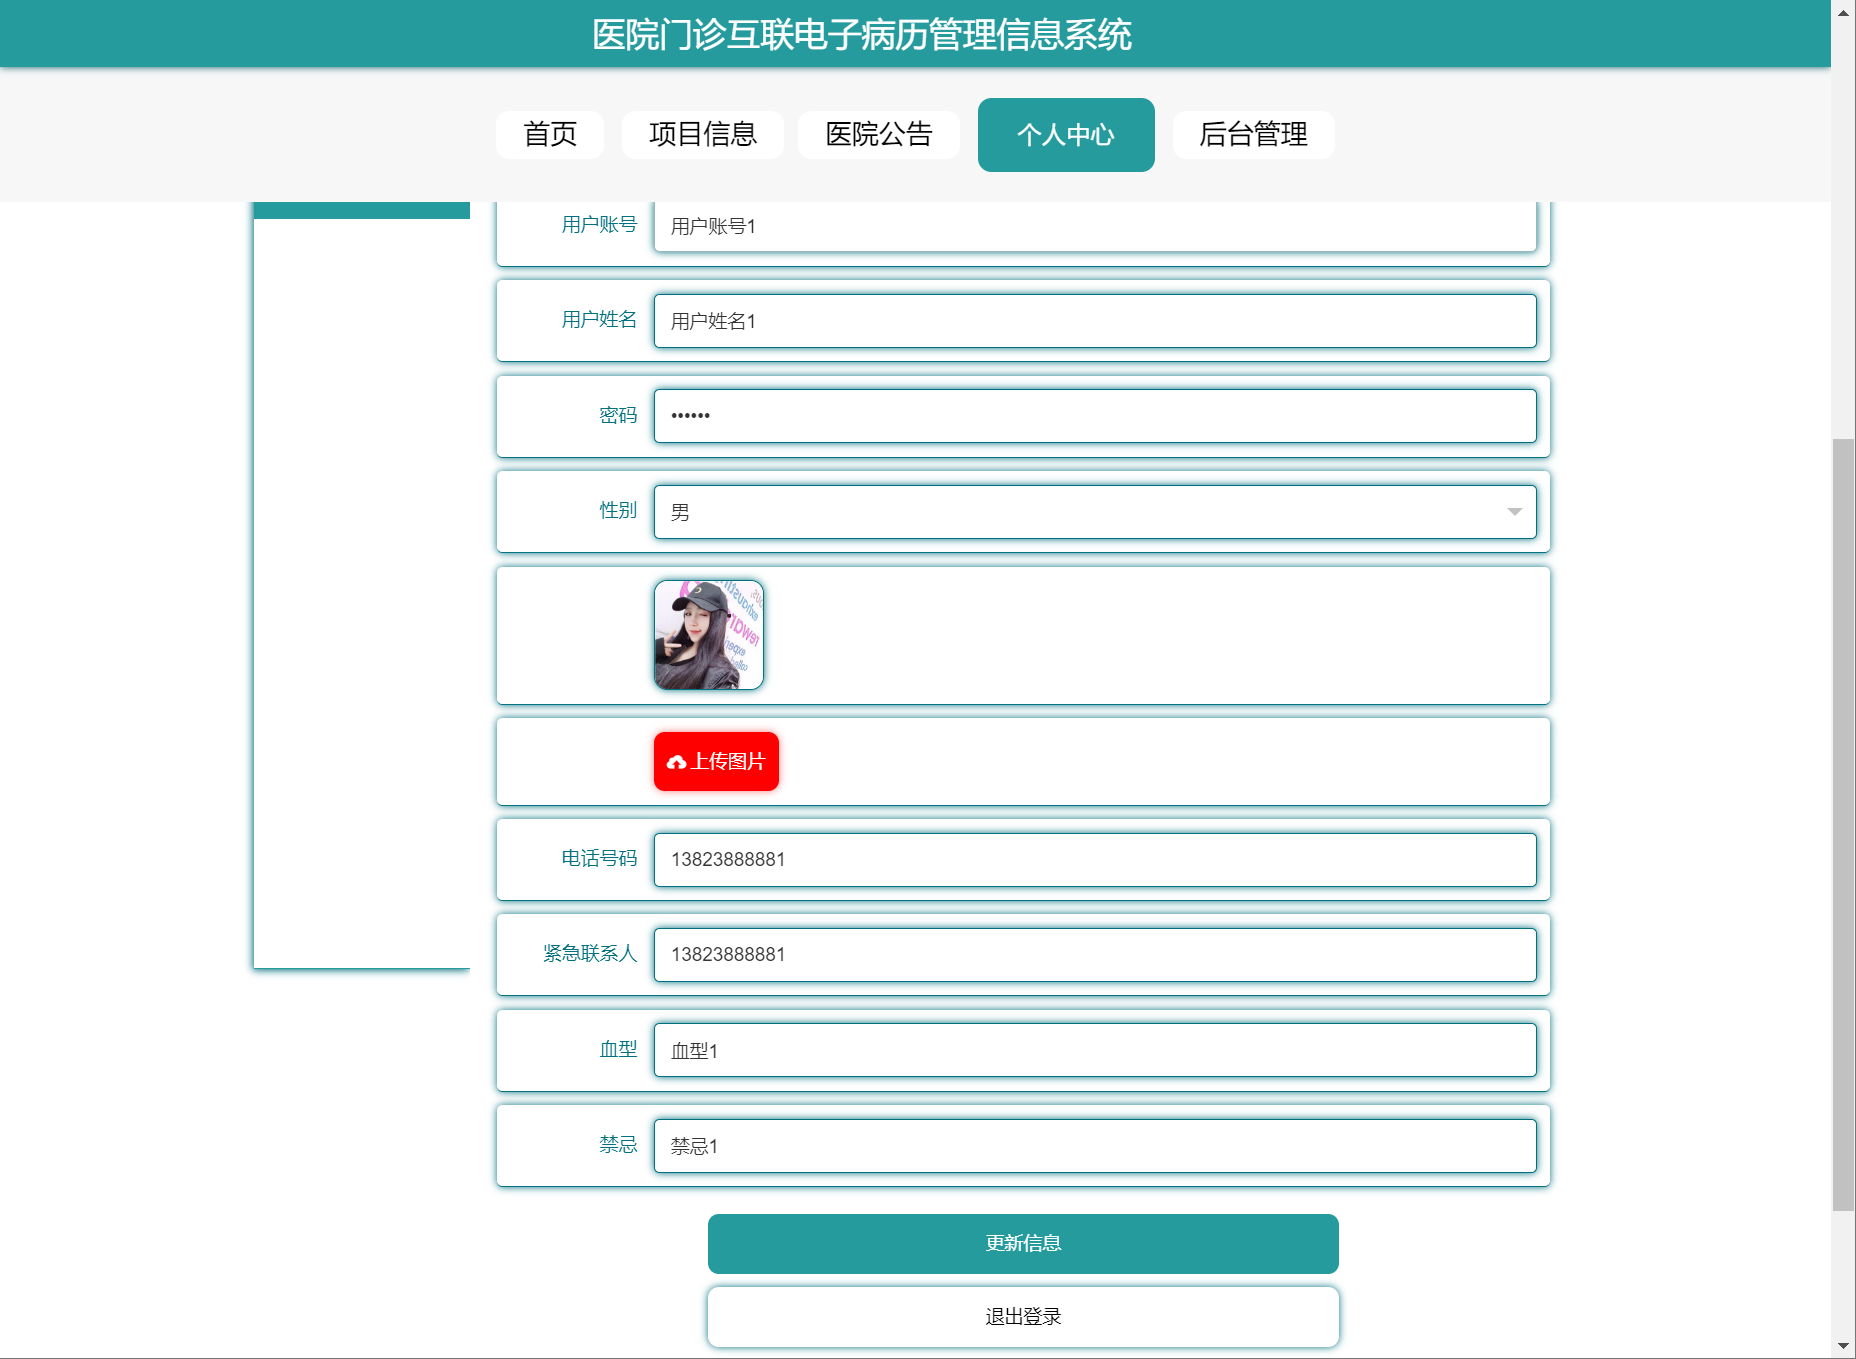 医院门诊互联电子病历管理信息系统
首页
项目信息
医院公告
个人中心
后台管理
用户账号
用户账号1
用户姓名
用户姓名1
密码
••••••
性别
男
上传图片
电话号码
13823888881
紧急联系人
13823888881
血型
血型1
禁忌
禁忌1
更新信息
退出登录